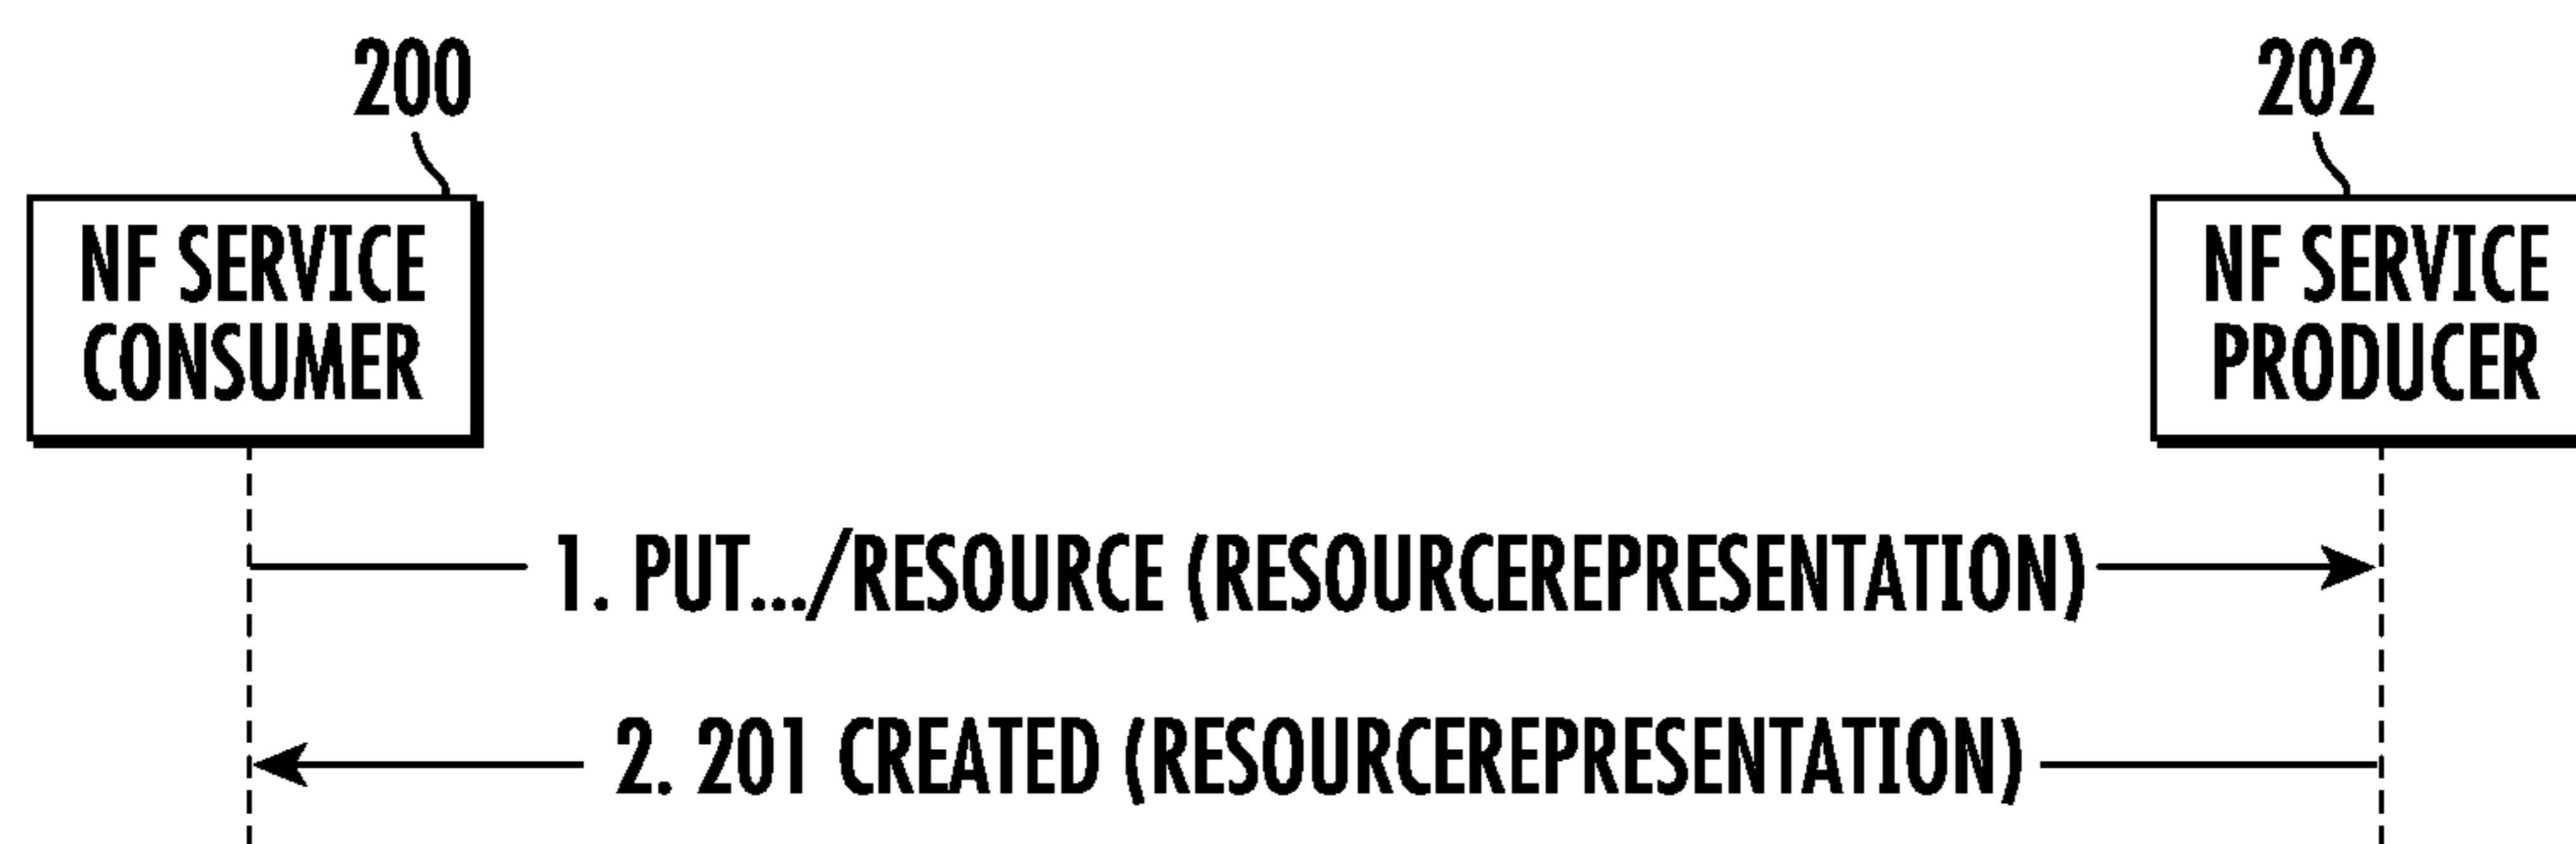 200
202
NF SERVICE
CONSUMER
NF SERVICE
PRODUCER
1. PUT.../RESOURCE (RESOURCEREPRESENTATION)
2. 201 CREATED (RESOURCEREPRESENTATION)